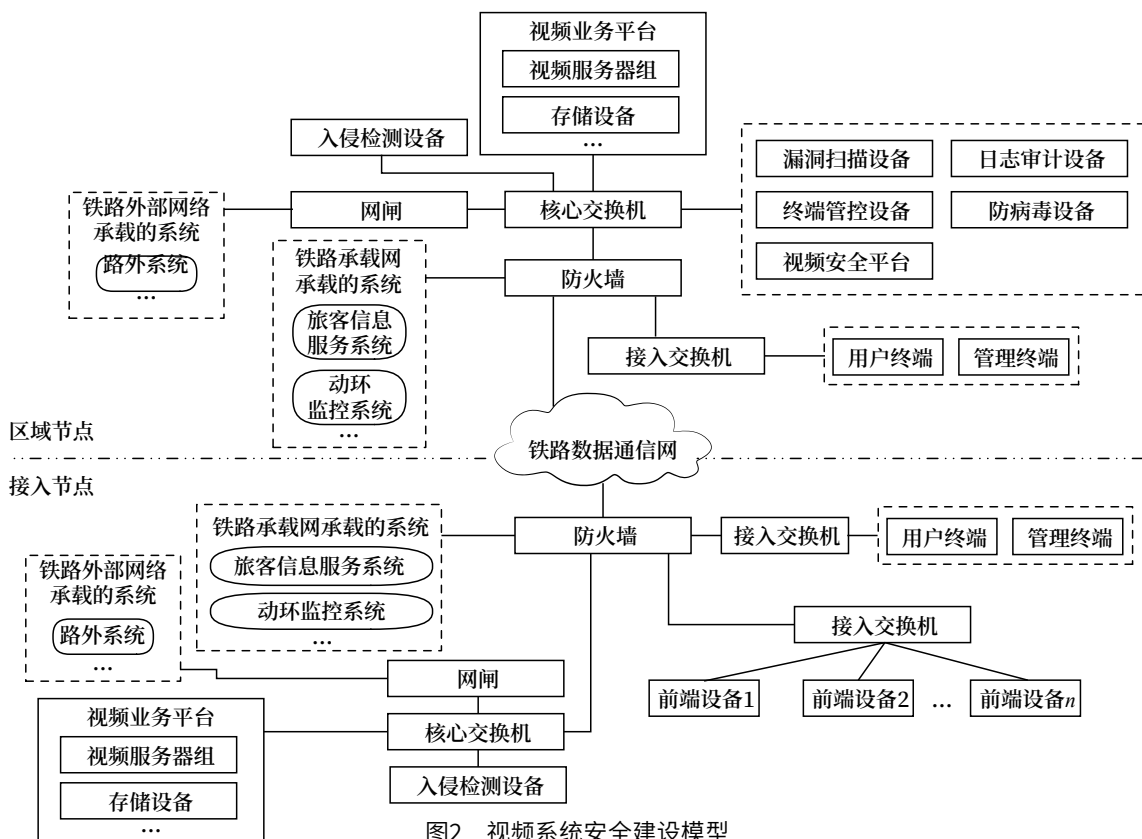 视频业务平台
视频服务器组
存储设备
…
入侵检测设备
漏洞扫描设备
日志审计设备
终端管控设备
防病毒设备
视频安全平台
铁路外部网络
承载的系统
路外系统
…
网闸
核心交换机
铁路承载网
承载的系统
旅客信息
服务系统
动环
监控系统
…
防火墙
接入交换机
用户终端
管理终端
区域节点
铁路数据通信网
接入节点
铁路承载网承载的系统
旅客信息服务系统
动环监控系统
…
防火墙
接入交换机
用户终端
管理终端
铁路外部网络
承载的系统
路外系统
…
接入交换机
前端设备1
前端设备2
…
前端设备n
网闸
核心交换机
入侵检测设备
视频业务平台
视频服务器组
存储设备
…
图2 视频系统安全建设模型